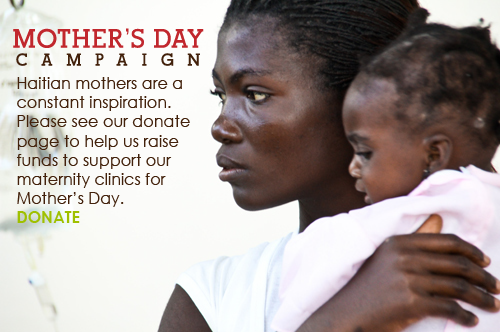 MOTHER'S DAY
CAMPAIGN
Haitian mothers are a
constant inspiration.
Please see our donate
page to help us raise
funds to support our
maternity clinics for
Mother's Day.
DONATE